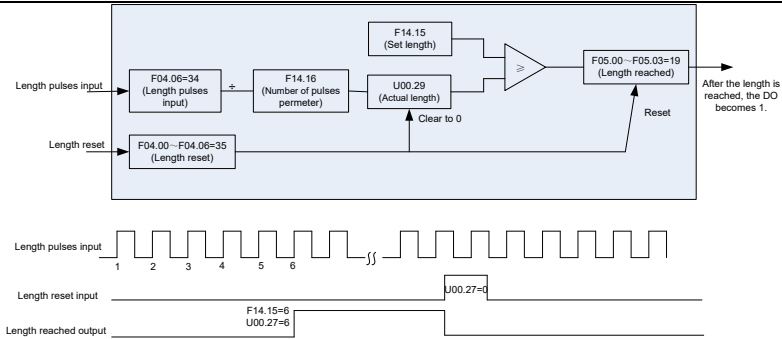 F14.15
(Set length)
F04.06=34
(Length pulses
input)
÷
F14.16
(Number of pulses
permeter)
U00.29
(Actual length)
⩾
F05.00～F05.03=19
(Length reached)
Length pulses input
After the length is
reached, the DO
becomes 1.
Clear to 0
Reset
Length reset
F04.00～F04.06=35
(Length reset)
Length pulses input
1 2 3 4 5 6
Length reset input
U00.27=0
F14.15=6
U00.27=6
Length reached output